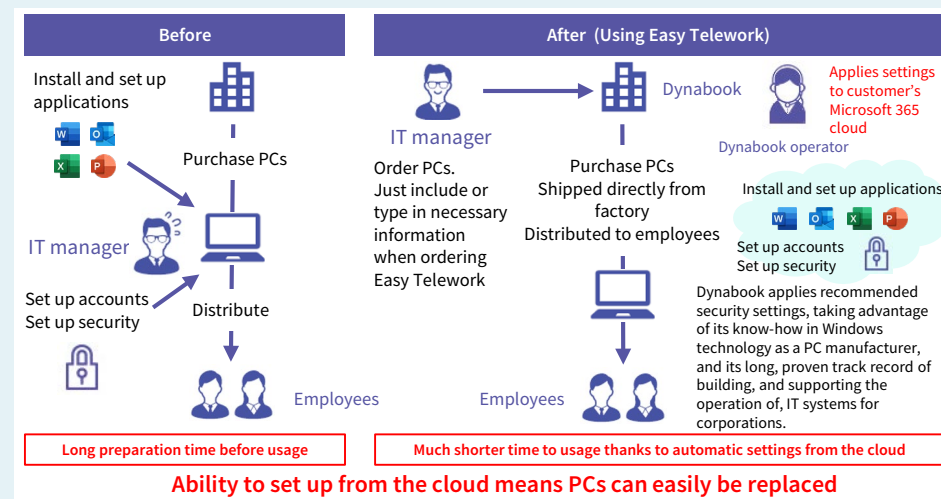 Before
Install and set up
applications
Purchase PCs
IT manager
Set up accounts
Set up security
Distribute
Employees
Long preparation time before usage
After (Using Easy Telework)
IT manager
Order PCs.
Just include or
type in necessary
information
when ordering
Easy Telework
Dynabook
Purchase PCs
Shipped directly from
factory
Distributed to employees
Employees
Applies settings
to customer's
Microsoft 365
cloud
Dynabook operator
Install and set up applications
Set up accounts
Set up security
Dynabook applies recommended
security settings, taking advantage
of its know-how in Windows
technology as a PC manufacturer,
and its long, proven track record of
building, and supporting the
operation of, IT systems for
corporations.
Much shorter time to usage thanks to automatic settings from the cloud
Ability to set up from the cloud means PCs can easily be replaced